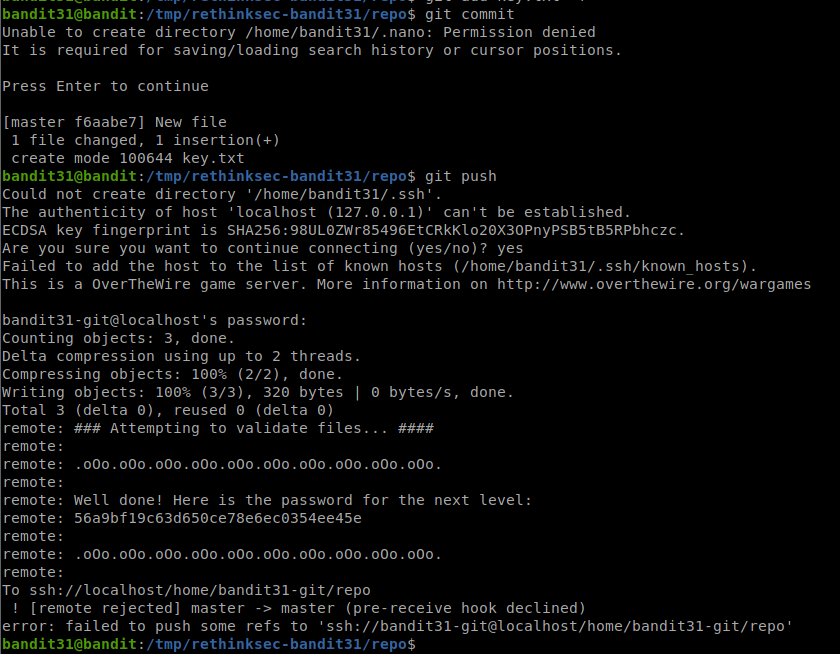 bandit31@bandit:/tmp/rethinksec-bandit31/repo$ git commit
Unable to create directory /home/bandit31/.nano: Permission denied
It is required for saving/loading search history or cursor positions.
Press Enter to continue
[master f6aabe7] New file
1 file changed, 1 insertion(+)
create mode 100644 key.txt
bandit31@bandit:/tmp/rethinksec-bandit31/repo$ git push
Could not create directory '/home/bandit31/.ssh'.
The authenticity of host 'localhost (127.0.0.1)' can't be established.
ECDSA key fingerprint is SHA256:98UL0ZWr85496EtCRkKlo20X3OPnyPSB5tB5RPbhczc.
Are you sure you want to continue connecting (yes/no)? yes
Failed to add the host to the list of known hosts (/home/bandit31/.ssh/known_hosts).
This is a OverTheWire game server. More information on http://www.overthewire.org/wargames
bandit31-git@localhost's password:
Counting objects: 3, done.
Delta compression using up to 2 threads.
Compressing objects: 100% (2/2), done.
Writing objects: 100% (3/3), 320 bytes | 0 bytes/s, done.
Total 3 (delta 0), reused 0 (delta 0)
remote: ### Attempting to validate files... ####
remote:
remote: .oOo.oOo.oOo.oOo.oOo.oOo.oOo.oOo.oOo.oOo.
remote:
remote: Well done! Here is the password for the next level:
remote: 56a9bf19c63d650ce78e6ec0354ee45e
remote:
remote: .oOo.oOo.oOo.oOo.oOo.oOo.oOo.oOo.oOo.oOo.
remote:
To ssh://localhost/home/bandit31-git/repo
! [remote rejected] master -> master (pre-receive hook declined)
error: failed to push some refs to 'ssh://bandit31-git@localhost/home/bandit31-git/repo'
bandit31@bandit:/tmp/rethinksec-bandit31/repo$